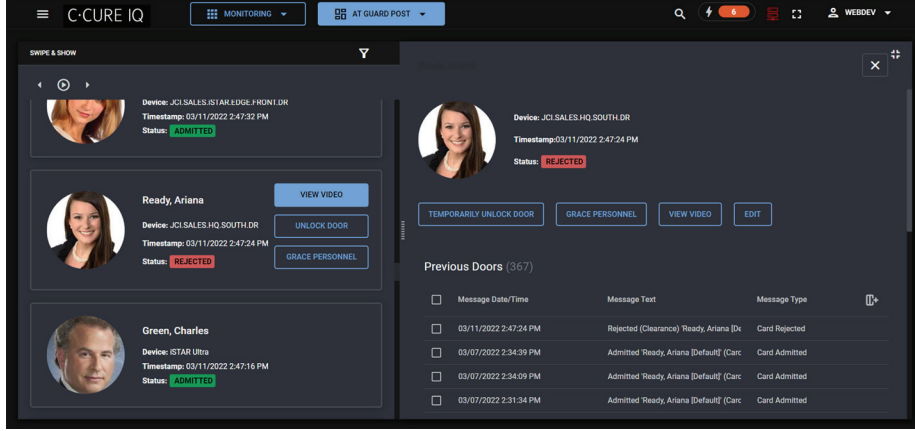 C·CURE IQ
MONITORING
AT GUARD POST
6
WEBDEV
SWIPE & SHOW
Device: JCI.SALES.ISTAR.EDGE.FRONT.DR
Timestamp: 03/11/2022 2:47:32 PM
Status: ADMITTED
Ready, Ariana
Device: JCI.SALES.HQ.SOUTH.DR
Timestamp: 03/11/2022 2:47:24 PM
Status: REJECTED
VIEW VIDEO
UNLOCK DOOR
GRACE PERSONNEL
Green, Charles
Device: iSTAR Ultra
Timestamp: 03/11/2022 2:47:16 PM
Status: ADMITTED
Device: JCI.SALES.HQ.SOUTH.DR
Timestamp:03/11/2022 2:47:24 PM
Status: REJECTED
TEMPORARILY UNLOCK DOOR
GRACE PERSONNEL
VIEW VIDEO
EDIT
Previous Doors (367)
Message Date/Time Message Text Message Type
03/11/2022 2:47:24 PM Rejected (Clearance) 'Ready, Ariana [De Card Rejected
03/07/2022 2:34:39 PM Admitted 'Ready, Ariana [Default]' (Carc Card Admitted
03/07/2022 2:34:09 PM Admitted 'Ready, Ariana [Default]' (Carc Card Admitted
03/07/2022 2:31:34 PM Admitted 'Ready, Ariana [Default]' (Carc Card Admitted